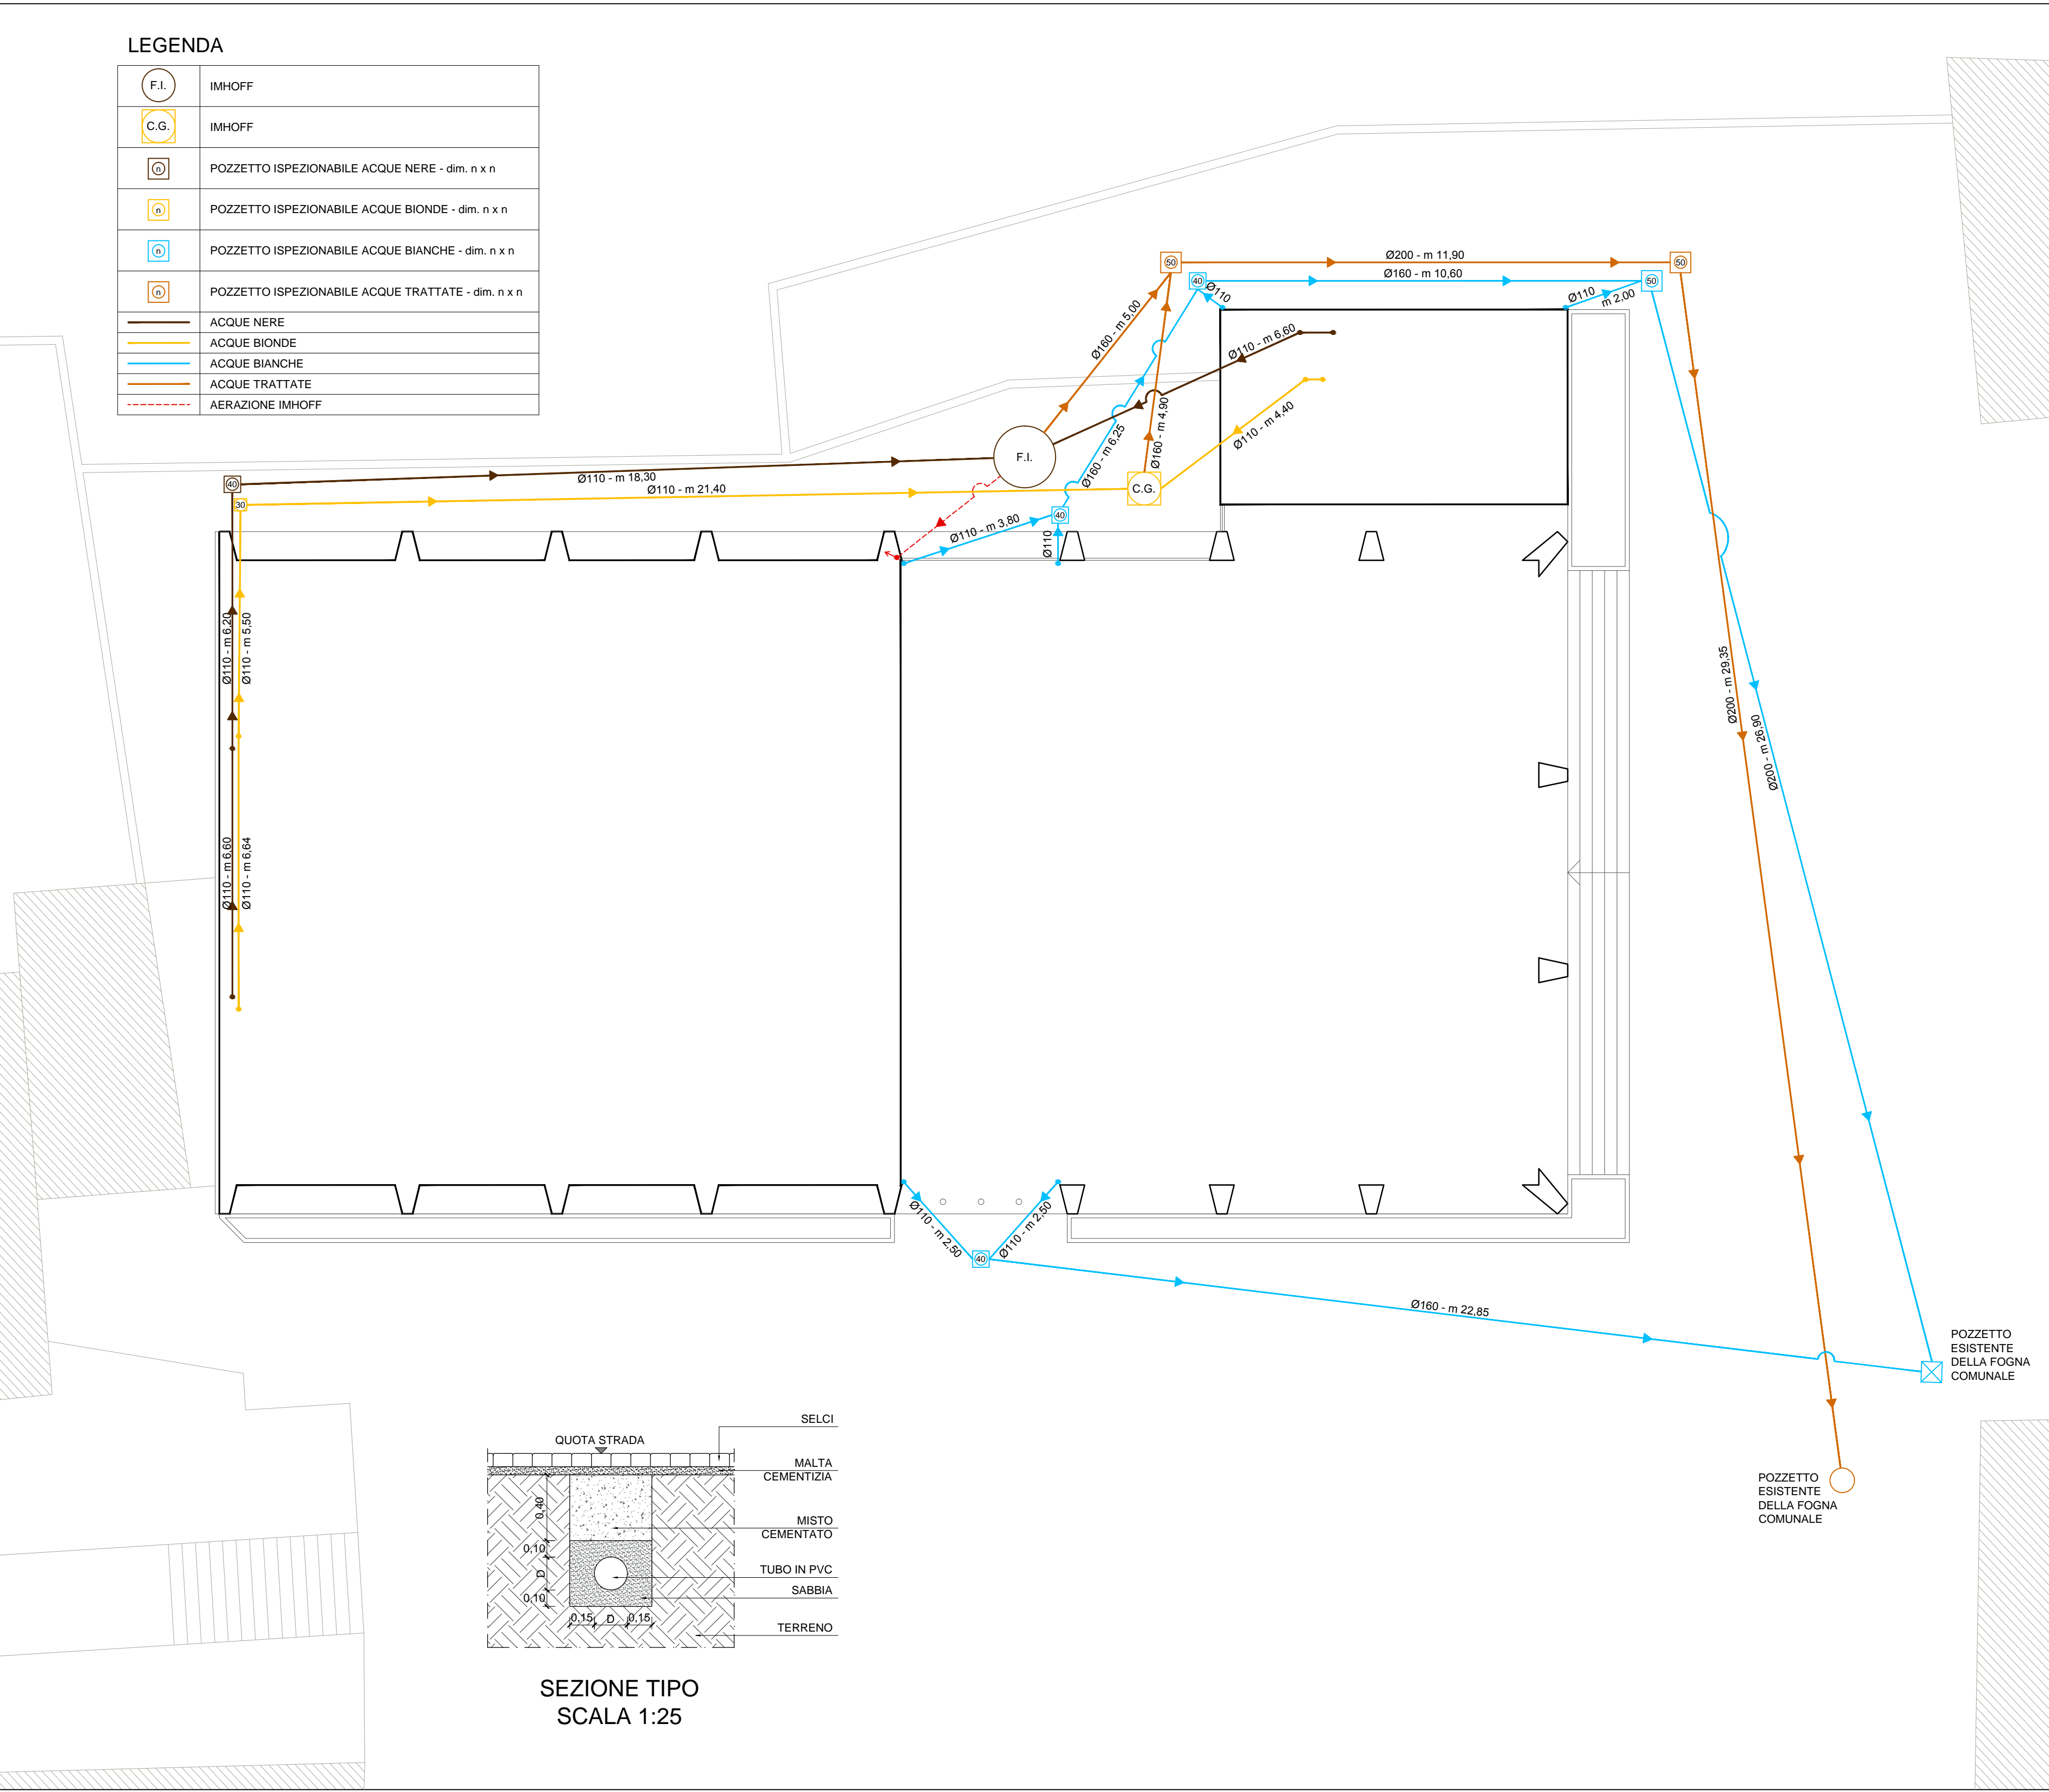 LEGENDA
F.I.
IMHOFF
C.G.
IMHOFF
n
POZZETTO ISPEZIONABILE ACQUE NERE - dim. n x n
n
POZZETTO ISPEZIONABILE ACQUE BIONDE - dim. n x n
n
POZZETTO ISPEZIONABILE ACQUE BIANCHE - dim. n x n
n
POZZETTO ISPEZIONABILE ACQUE TRATTATE - dim. n x n
ACQUE NERE
ACQUE BIONDE
ACQUE BIANCHE
ACQUE TRATTATE
AERAZIONE IMHOFF
50
Ø200 - m 11,90
50
40
Ø160 - m 10,60
50
Ø110
Ø110
m 2,00
Ø160 - m 5,00
Ø110 - m 6,60
Ø160 - m 4,90
Ø110 - m 4,40
Ø160 - m 6,25
F.I.
C.G.
40
Ø110 - m 18,30
30
Ø110 - m 21,40
40
Ø110 - m 3,80
Ø110
Ø110 - m 6,20
Ø110 - m 5,50
Ø110 - m 6,60
Ø110 - m 6,64
Ø200 - m 29,35
Ø200 - m 26,90
Ø110 - m 2,50
Ø110 - m 2,50
40
Ø160 - m 22,85
POZZETTO
ESISTENTE
DELLA FOGNA
COMUNALE
POZZETTO
ESISTENTE
DELLA FOGNA
COMUNALE
QUOTA STRADA
SELCI
MALTA
CEMENTIZIA
MISTO
CEMENTATO
TUBO IN PVC
SABBIA
TERRENO
0,40
0,10
D
0,10
0,15
D
0,15
SEZIONE TIPO
SCALA 1:25